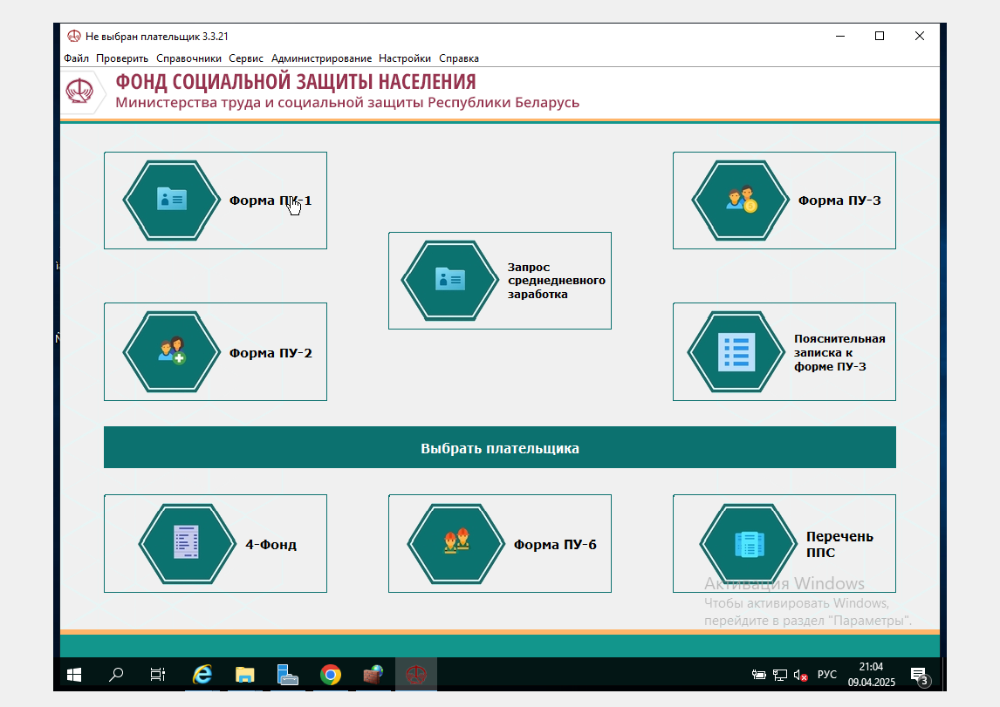 Не выбран плательщик 3.3.21
Файл Проверить Справочники Сервис Администрирование Настройки Справка
ФОНД СОЦИАЛЬНОЙ ЗАЩИТЫ НАСЕЛЕНИЯ
Министерства труда и социальной защиты Республики Беларусь
Форма ПУ-1
Форма ПУ-3
Запрос
среднедневного
заработка
Форма ПУ-2
Пояснительная
записка к
форме ПУ-3
Выбрать плательщика
4-Фонд
Форма ПУ-6
Перечень
ППС
Активация Windows
Чтобы активировать Windows,
перейдите в раздел "Параметры".
РУС
21:04
09.04.2025
3